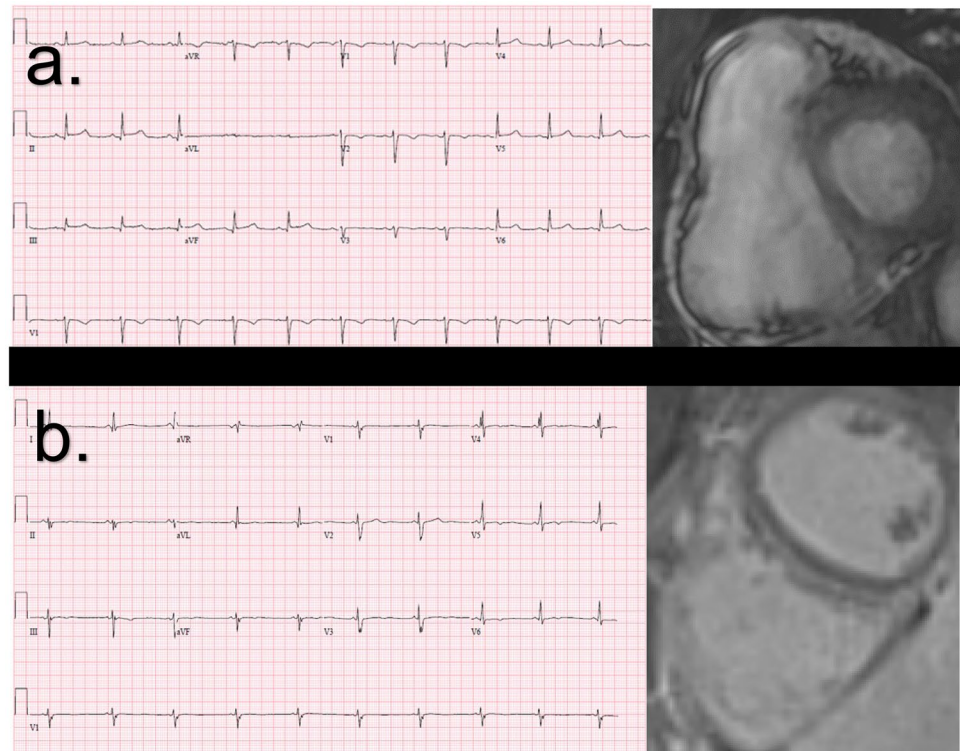 a.
aVR V1 V4
II aVL V2 V5
III aVF V3 V6
V1
b.
I aVR V1 V4
II aVL V2 V5
III aVF V3 V6
V1